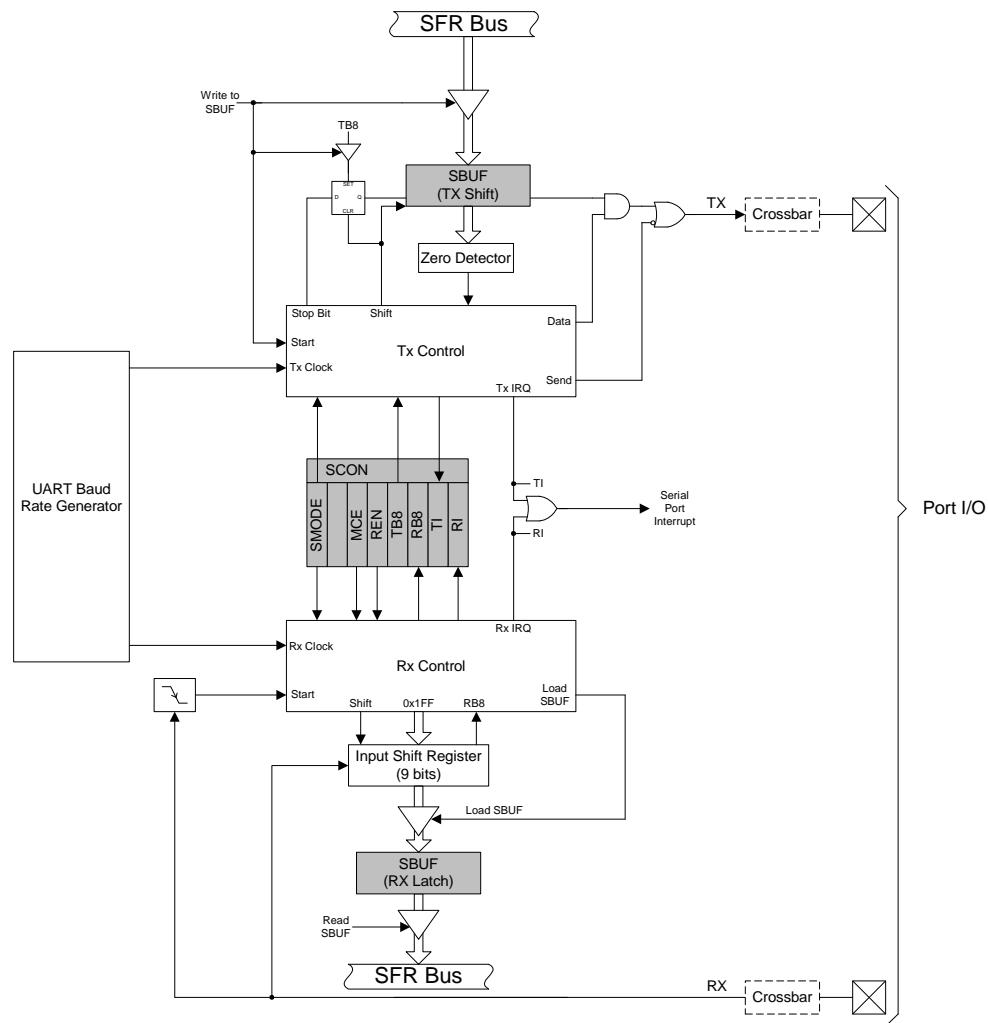 SFR Bus
Write to
SBUF
TB8
SET
D
Q
CLR
SBUF
(TX Shift)
TX
Crossbar
Zero Detector
Stop Bit
Shift
Data
Start
Tx Control
Tx Clock
Send
Tx IRQ
UART Baud
Rate Generator
SCON
SMODE
MCE
REN
TB8
RB8
TI
RI
TI
Serial
Port
Interrupt
RI
Port I/O
Rx IRQ
Rx Clock
Rx Control
Start
Load
SBUF
Shift
0x1FF
RB8
Input Shift Register
(9 bits)
Load SBUF
SBUF
(RX Latch)
Read
SBUF
SFR Bus
RX
Crossbar